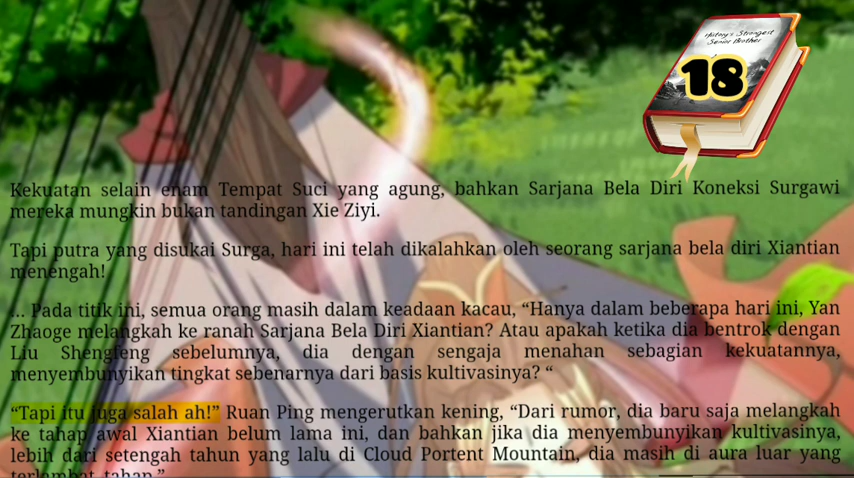 History's Strongest
Senior Brother
18
Kekuatan selain enam Tempat Suci yang agung, bahkan Sarjana Bela Diri Koneksi Surgawi
mereka mungkin bukan tandingan Xie Ziyi.
Tapi putra yang disukai Surga, hari ini telah dikalahkan oleh seorang sarjana bela diri Xiantian
menengah!
… Pada titik ini, semua orang masih dalam keadaan kacau, “Hanya dalam beberapa hari ini, Yan
Zhaoge melangkah ke ranah Sarjana Bela Diri Xiantian? Atau apakah ketika dia bentrok dengan
Liu Shengfeng sebelumnya, dia dengan sengaja menahan sebagian kekuatannya,
menyembunyikan tingkat sebenarnya dari basis kultivasinya? “
“Tapi itu juga salah ah!” Ruan Ping mengerutkan kening, “Dari rumor, dia baru saja melangkah
ke tahap awal Xiantian belum lama ini, dan bahkan jika dia menyembunyikan kultivasinya,
lebih dari setengah tahun yang lalu di Cloud Portent Mountain, dia masih di aura luar yang
terlambat. tahap.”